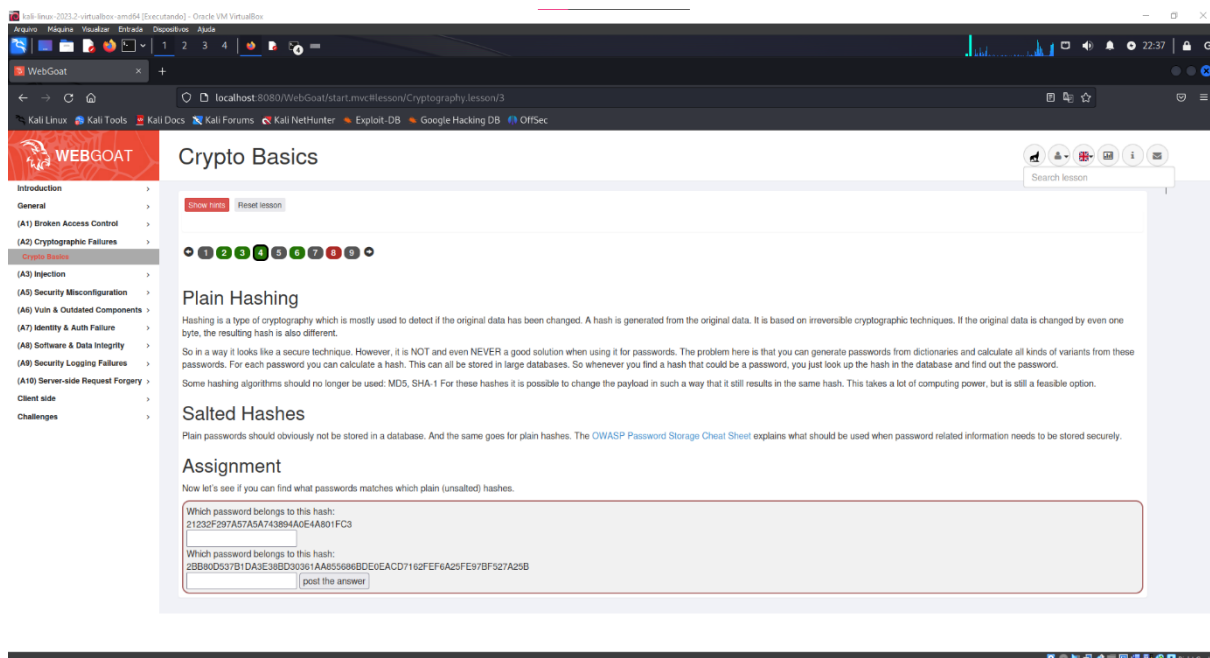 kali-linux-2023.2-virtualbox-amd64 [Executando] - Oracle VM VirtualBox
Arquivo Máquina Visualizar Entrada Dispositivos Ajuda
1 2 3 4 22:37
WebGoat
localhost:8080/WebGoat/start.mvc#lesson/Cryptography.lesson/3
Kali Linux Kali Tools Kali Docs Kali Forums Kali NetHunter Exploit-DB Google Hacking DB OffSec
WEBGOAT
Crypto Basics
Search lesson
Introduction
General
(A1) Broken Access Control
(A2) Cryptographic Failures
Crypto Basics
(A3) Injection
(A5) Security Misconfiguration
(A6) Vuln & Outdated Components
(A7) Identity & Auth Failure
(A8) Software & Data Integrity
(A9) Security Logging Failures
(A10) Server-side Request Forgery
Client side
Challenges
Show hints Reset lesson
1 2 3 4 5 6 7 8 9
Plain Hashing
Hashing is a type of cryptography which is mostly used to detect if the original data has been changed. A hash is generated from the original data. It is based on irreversible cryptographic techniques. If the original data is changed by even one
byte, the resulting hash is also different.
So in a way it looks like a secure technique. However, it is NOT and even NEVER a good solution when using it for passwords. The problem here is that you can generate passwords from dictionaries and calculate all kinds of variants from these
passwords. For each password you can calculate a hash. This can all be stored in large databases. So whenever you find a hash that could be a password, you just look up the hash in the database and find out the password.
Some hashing algorithms should no longer be used: MD5, SHA-1 For these hashes it is possible to change the payload in such a way that it still results in the same hash. This takes a lot of computing power, but is still a feasible option.
Salted Hashes
Plain passwords should obviously not be stored in a database. And the same goes for plain hashes. The OWASP Password Storage Cheat Sheet explains what should be used when password related information needs to be stored securely.
Assignment
Now let's see if you can find what passwords matches which plain (unsalted) hashes.
Which password belongs to this hash:
21232F297A57A5A743894A0E4A801FC3
Which password belongs to this hash:
2BB80D537B1DA3E38BD30361AA855686BDE0EACD7162FEF6A25FE97BF527A25B
post the answer